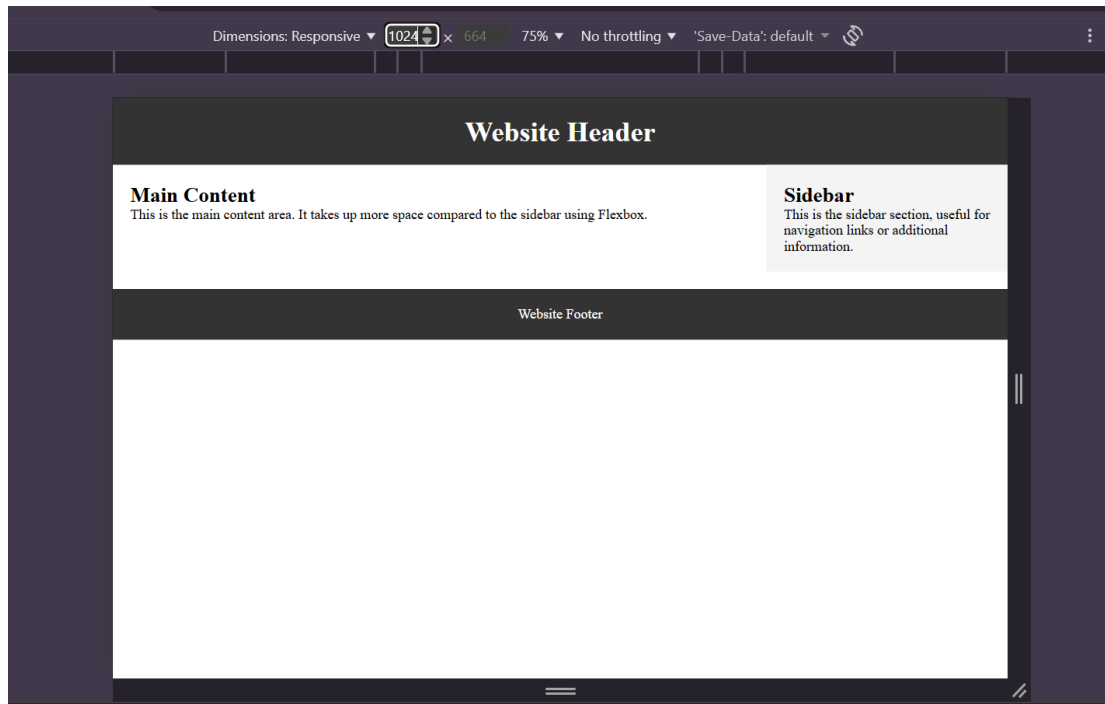 Dimensions: Responsive ▼ 1024 × 664 75% ▼ No throttling ▼ 'Save-Data': default ▼
Website Header
Main Content
This is the main content area. It takes up more space compared to the sidebar using Flexbox.
Sidebar
This is the sidebar section, useful for
navigation links or additional
information.
Website Footer